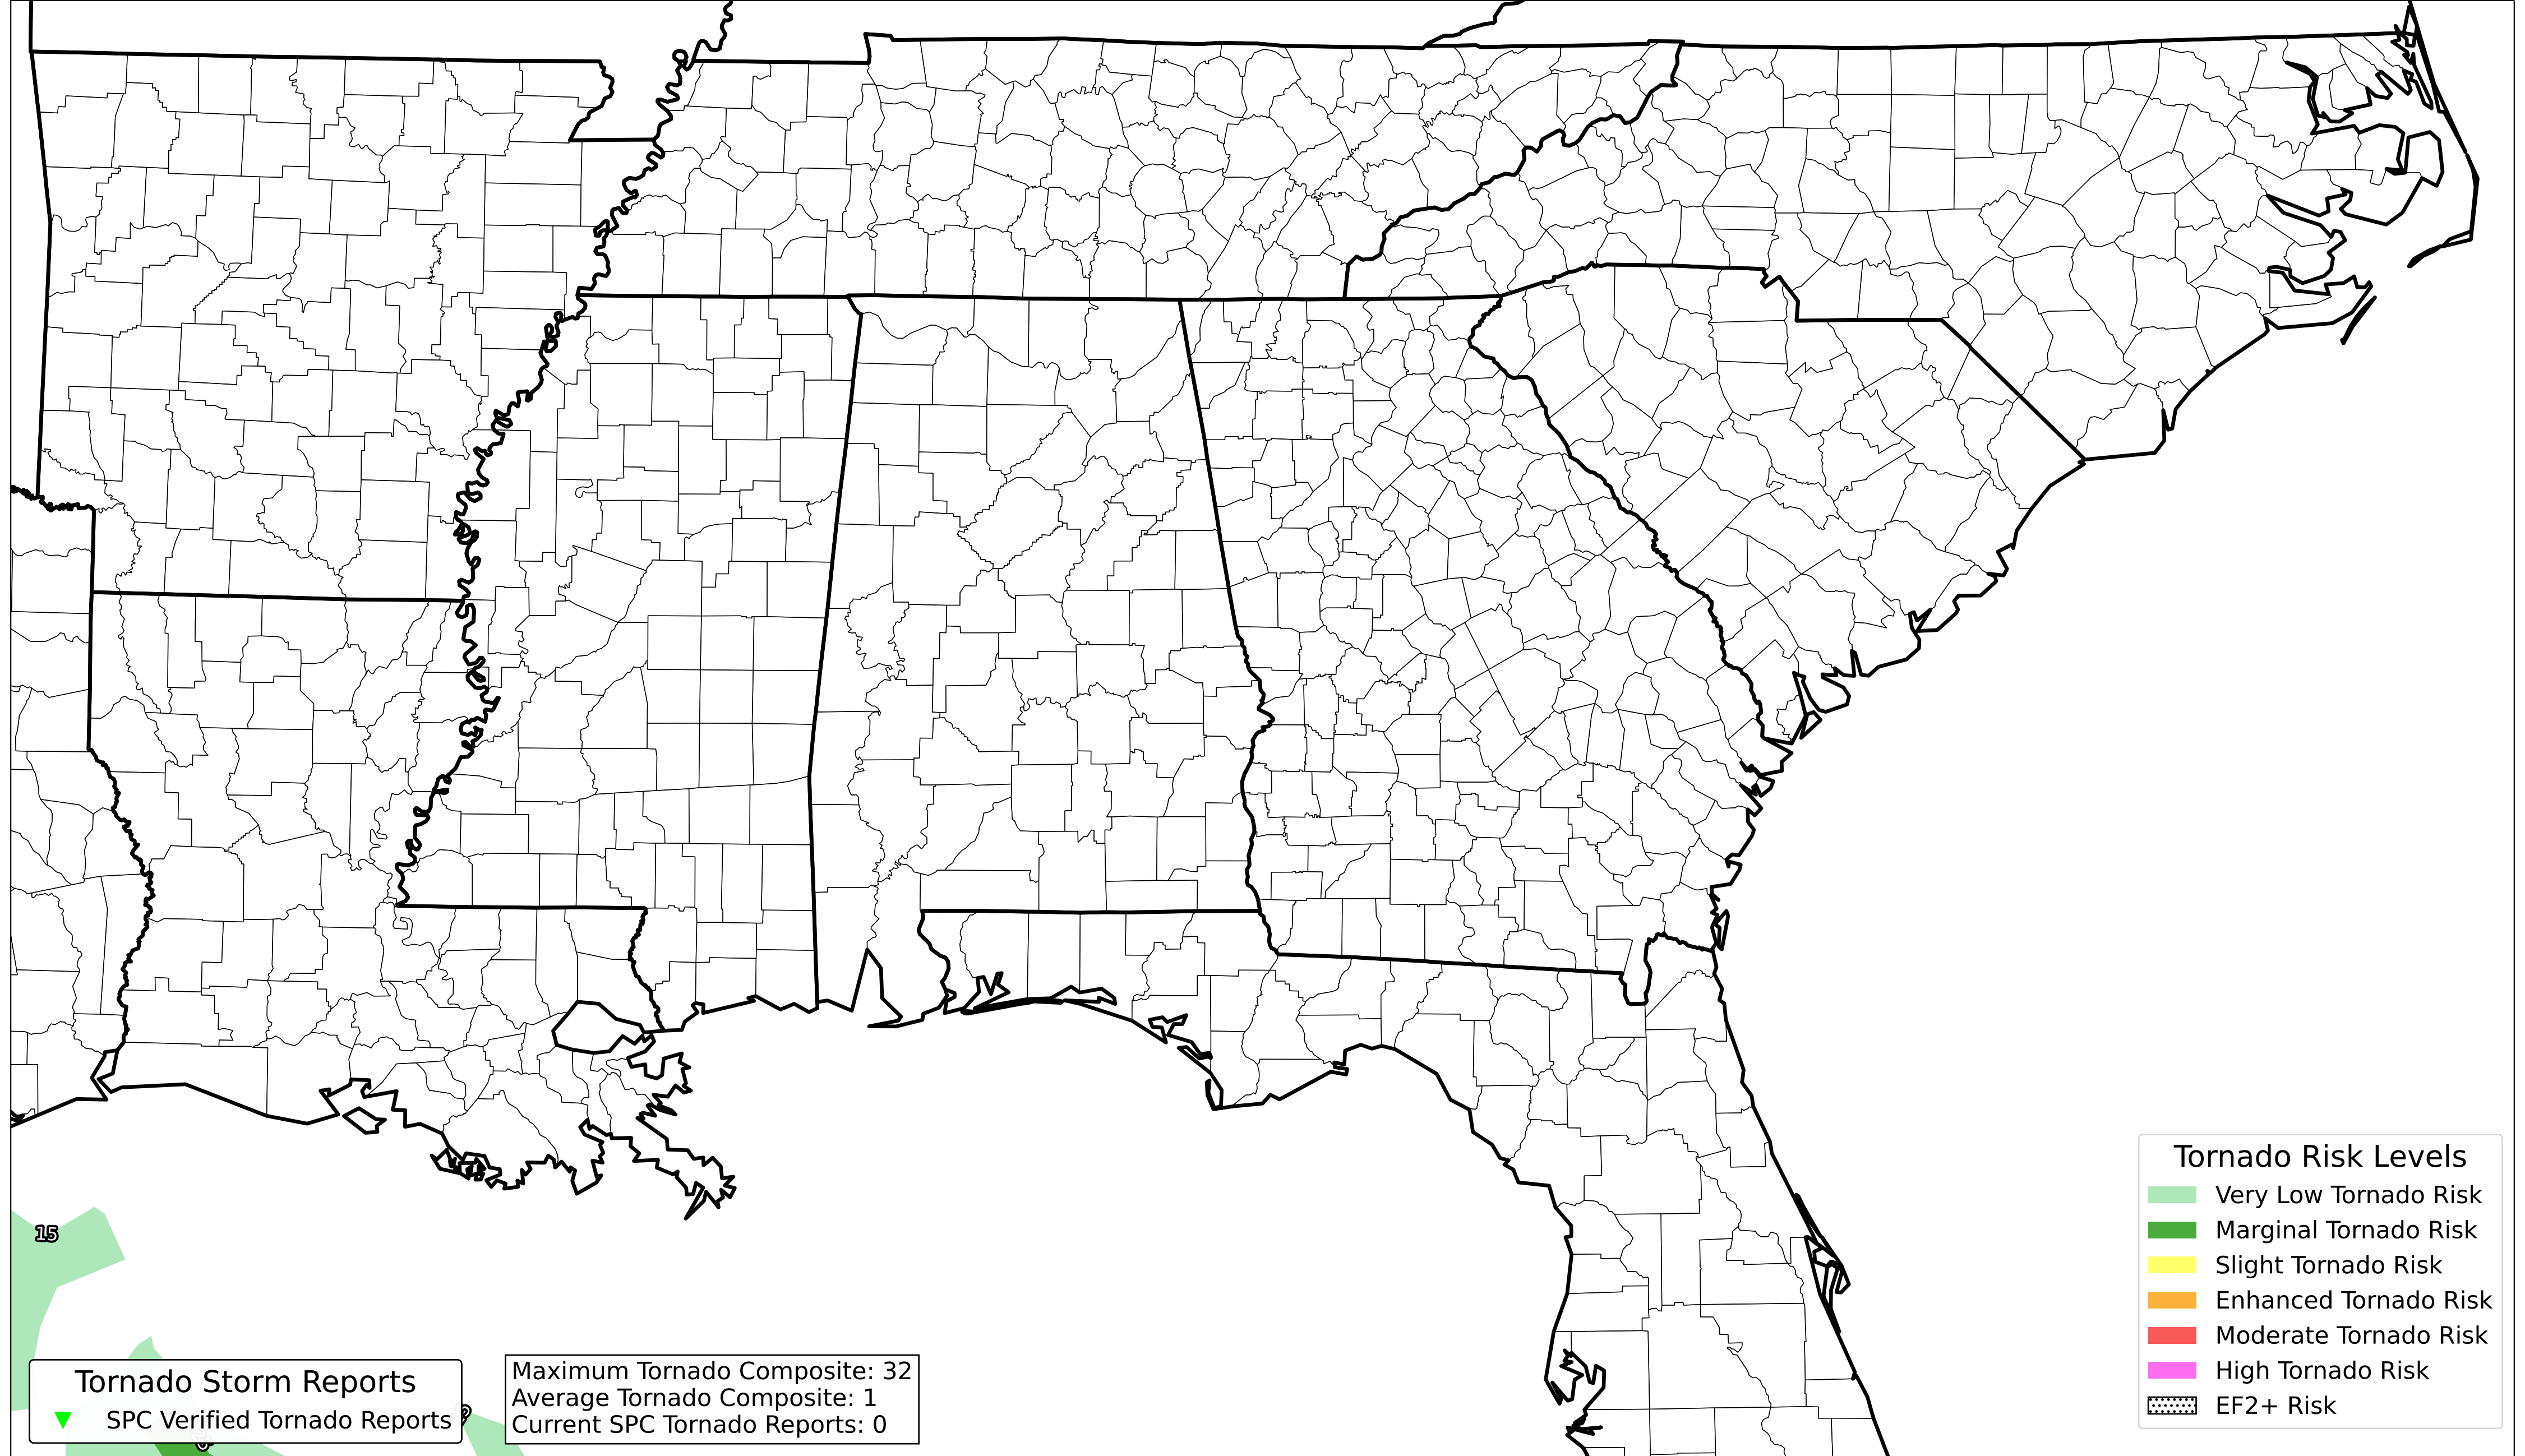 15
Tornado Storm Reports
SPC Verified Tornado Reports
Maximum Tornado Composite: 32
Average Tornado Composite: 1
Current SPC Tornado Reports: 0
Tornado Risk Levels
Very Low Tornado Risk
Marginal Tornado Risk
Slight Tornado Risk
Enhanced Tornado Risk
Moderate Tornado Risk
High Tornado Risk
EF2+ Risk